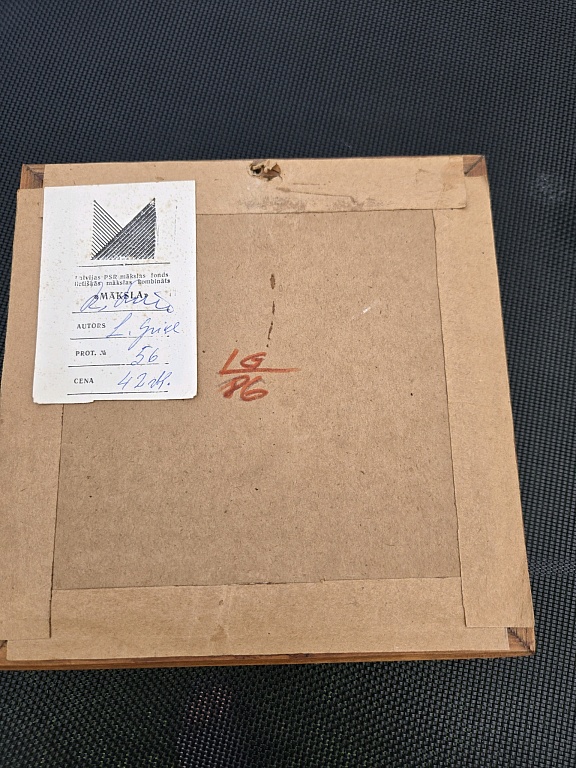 Latvijas PSR mākslas fonds
lietišķās mākslas kombināts
«MĀKSLA»
AUTORS L.
PROT. № 56
CENA 42 rb.
LG
86